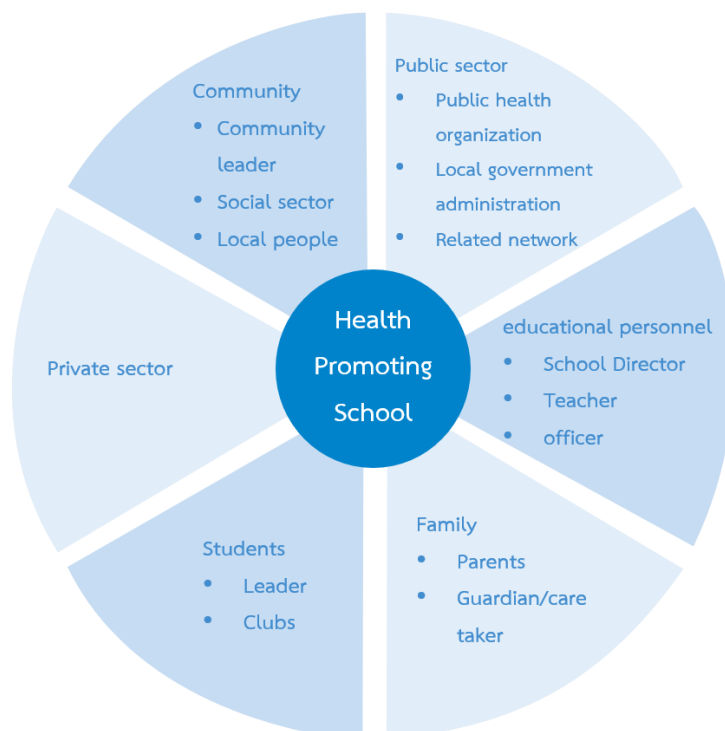 Community
• Community
leader
• Social sector
• Local people
Public sector
• Public health
organization
• Local government
administration
• Related network
educational personnel
• School Director
• Teacher
• officer
Family
• Parents
• Guardian/care
taker
Students
• Leader
• Clubs
Private sector
Health
Promoting
School